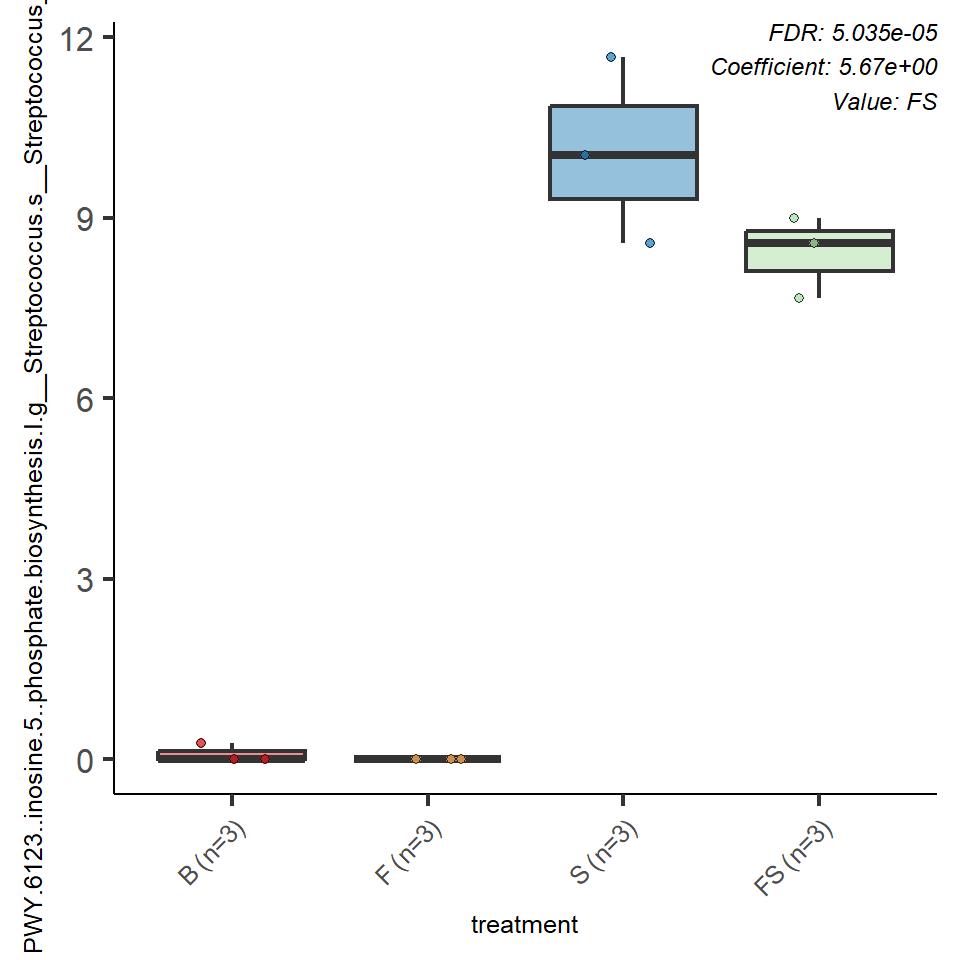 FDR: 5.035e-05
Coefficient: 5.67e+00
Value: FS
PWY.6123..inosine.5..phosphate.biosynthesis.I.g__Streptococcus.s__Streptococcus_
12
9
6
3
0
B (n=3)
F (n=3)
S (n=3)
FS (n=3)
treatment